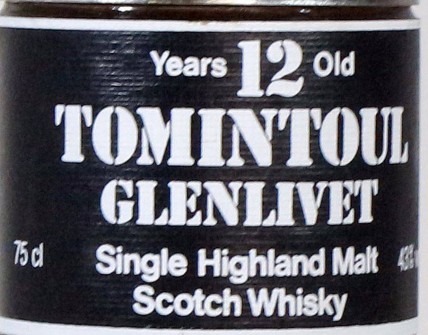 Years 12 Old
TOMINTOUL
GLENLIVET
75 cl
Single Highland Malt
Scotch Whisky